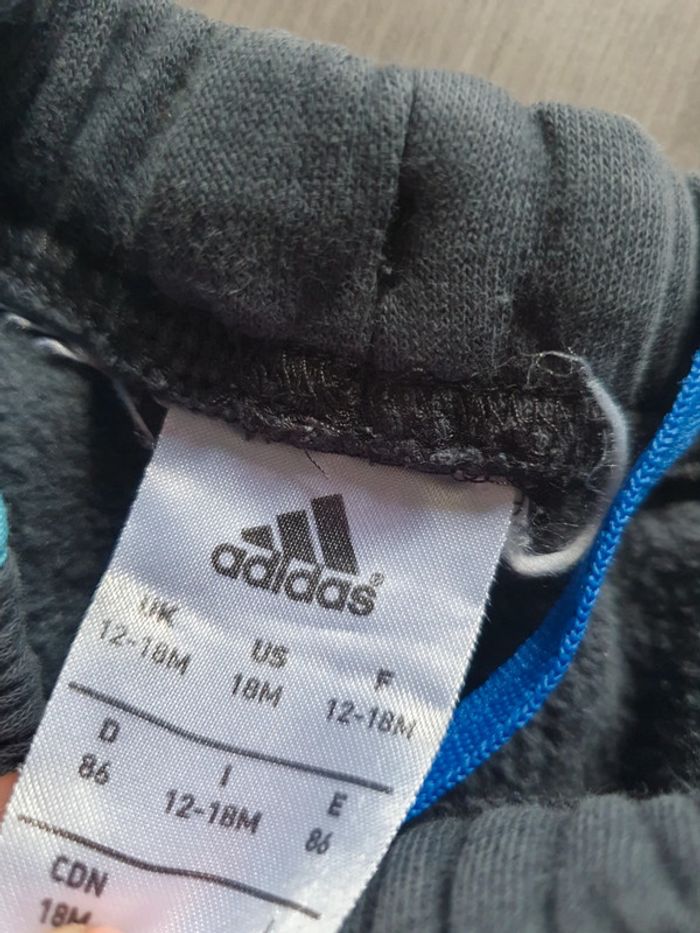 adidas
UK US F
12-18M 18M 12-18M
D I E
86 12-18M 86
CDN
18M